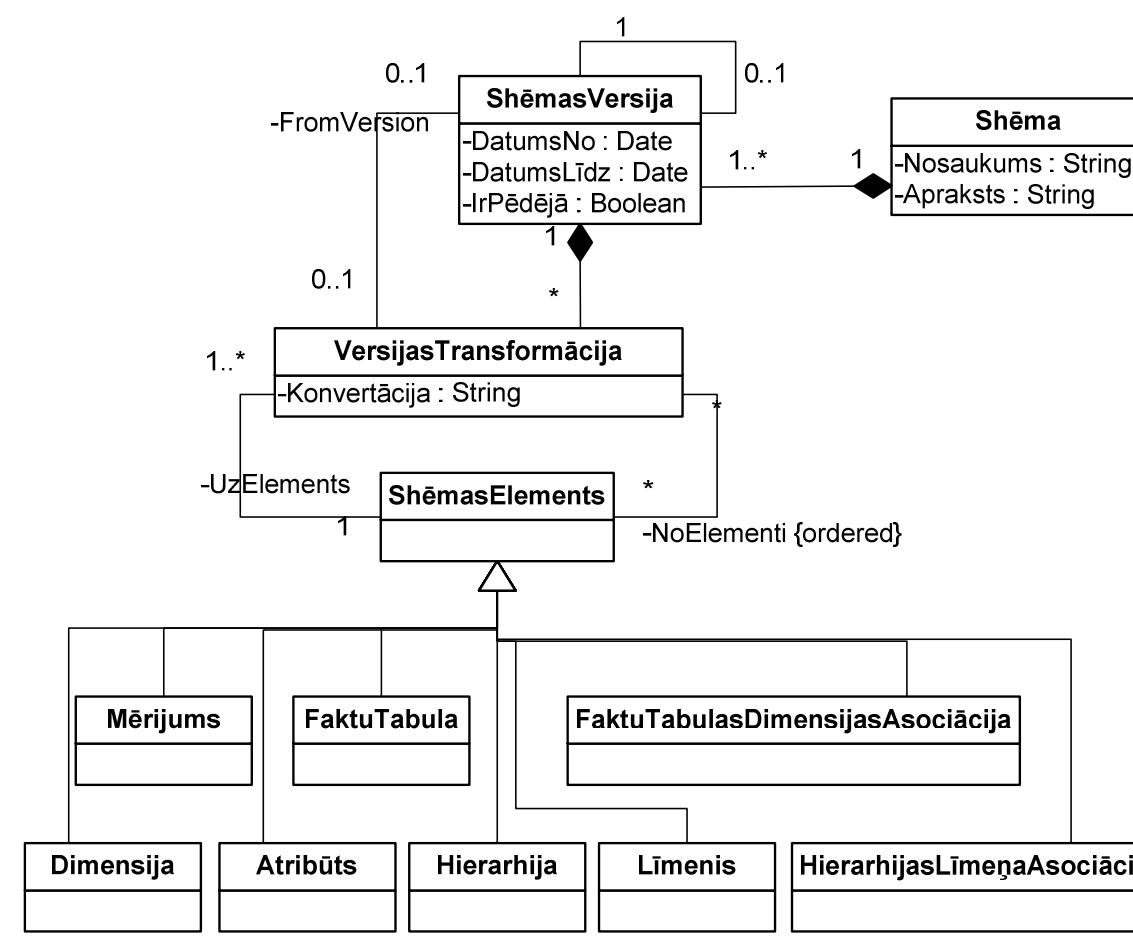 1
0..1
0..1
ShēmasVersija
-FromVersion
-DatumsNo : Date
-DatumsLīdz : Date
-IrPēdējā : Boolean
1..*
1
Shēma
-Nosaukums : String
-Apraksts : String
1
*
0..1
1..*
VersijasTransformācija
-Konvertācija : String
*
-UzElements
1
ShēmasElements
*
-NoElementi {ordered}
Mērijums
FaktuTabula
FaktuTabulasDimensijasAsociācija
Dimensija
Atribūts
Hierarhija
Līmenis
HierarhijasLīmeņaAsociāci